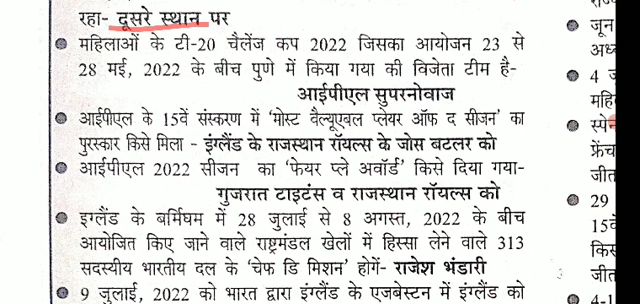 रहा- दूसरे स्थान पर
महिलाओं के टी-20 चैलेंज कप 2022 जिसका आयोजन 23 से
28 मई, 2022 के बीच पुणे में किया गया की विजेता टीम है-
आईपीएल सुपरनोवाज
आईपीएल के 15वें संस्करण में 'मोस्ट वैल्यूएबल प्लेयर ऑफ द सीजन' का
पुरस्कार किसे मिला - इंग्लैंड के राजस्थान रॉयल्स के जोस बटलर को
आईपीएल 2022 सीजन का 'फेयर प्ले अवॉर्ड' किसे दिया गया-
गुजरात टाइटंस व राजस्थान रॉयल्स को
इग्लैंड के बर्मिघम में 28 जुलाई से 8 अगस्त, 2022 के बीच
आयोजित किए जाने वाले राष्ट्रमंडल खेलों में हिस्सा लेने वाले 313
सदस्यीय भारतीय दल के 'चेफ डि मिशन' होगें- राजेश भंडारी
9 जुलाई, 2022 को भारत द्वारा इंग्लैंड के एजबेस्टन में इंग्लैंड को
जून
4
महि
स्पेन
फ्रेंच
जीत
29
15वें
किस
जीत
4-1